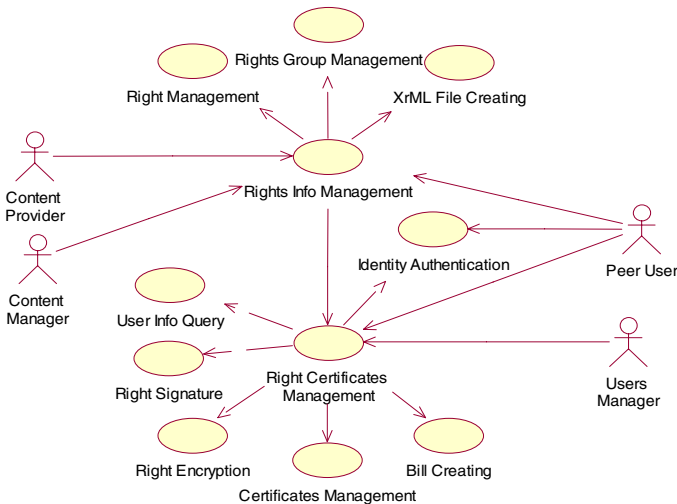 Rights Group Management
Right Management
XrML File Creating
Content
Provider
Rights Info Management
Content
Manager
Identity Authentication
Peer User
User Info Query
Right Signature
Right Certificates
Management
Users
Manager
Right Encryption
Bill Creating
Certificates Management